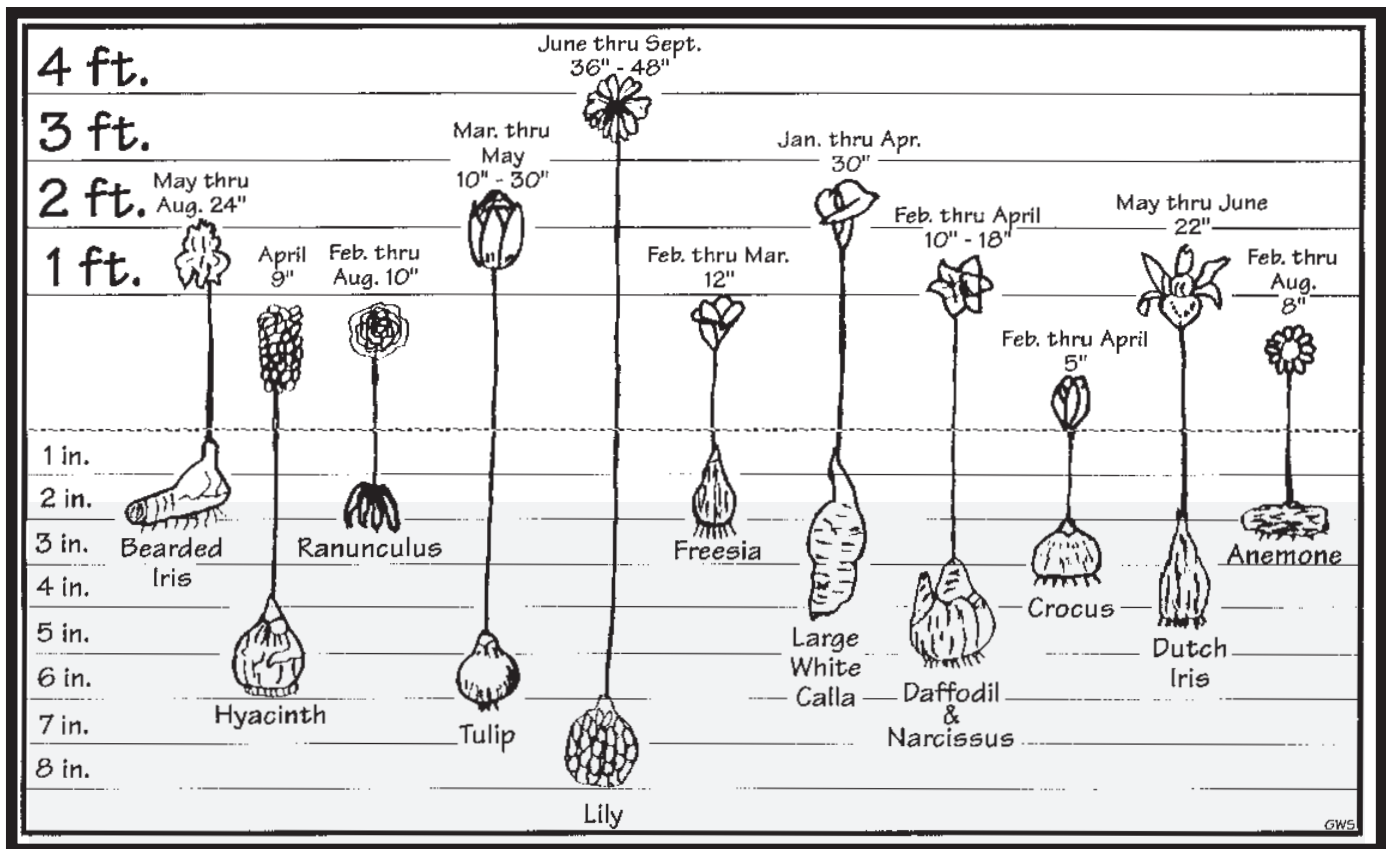 4 ft.
3 ft.
2 ft.
1 ft.
1 in.
2 in.
3 in.
4 in.
5 in.
6 in.
7 in.
8 in.
May thru
Aug. 24"
Bearded
Iris
April
9"
Hyacinth
Feb. thru
Aug. 10"
Ranunculus
Mar. thru
May
10" - 30"
Tulip
June thru Sept.
36" - 48"
Lily
Feb. thru Mar.
12"
Freesia
Jan. thru Apr.
30"
Large
White
Calla
Feb. thru April
10" - 18"
Daffodil
&
Narcissus
Feb. thru April
5"
Crocus
May thru June
22"
Dutch
Iris
Feb. thru
Aug.
8"
Anemone
GWS